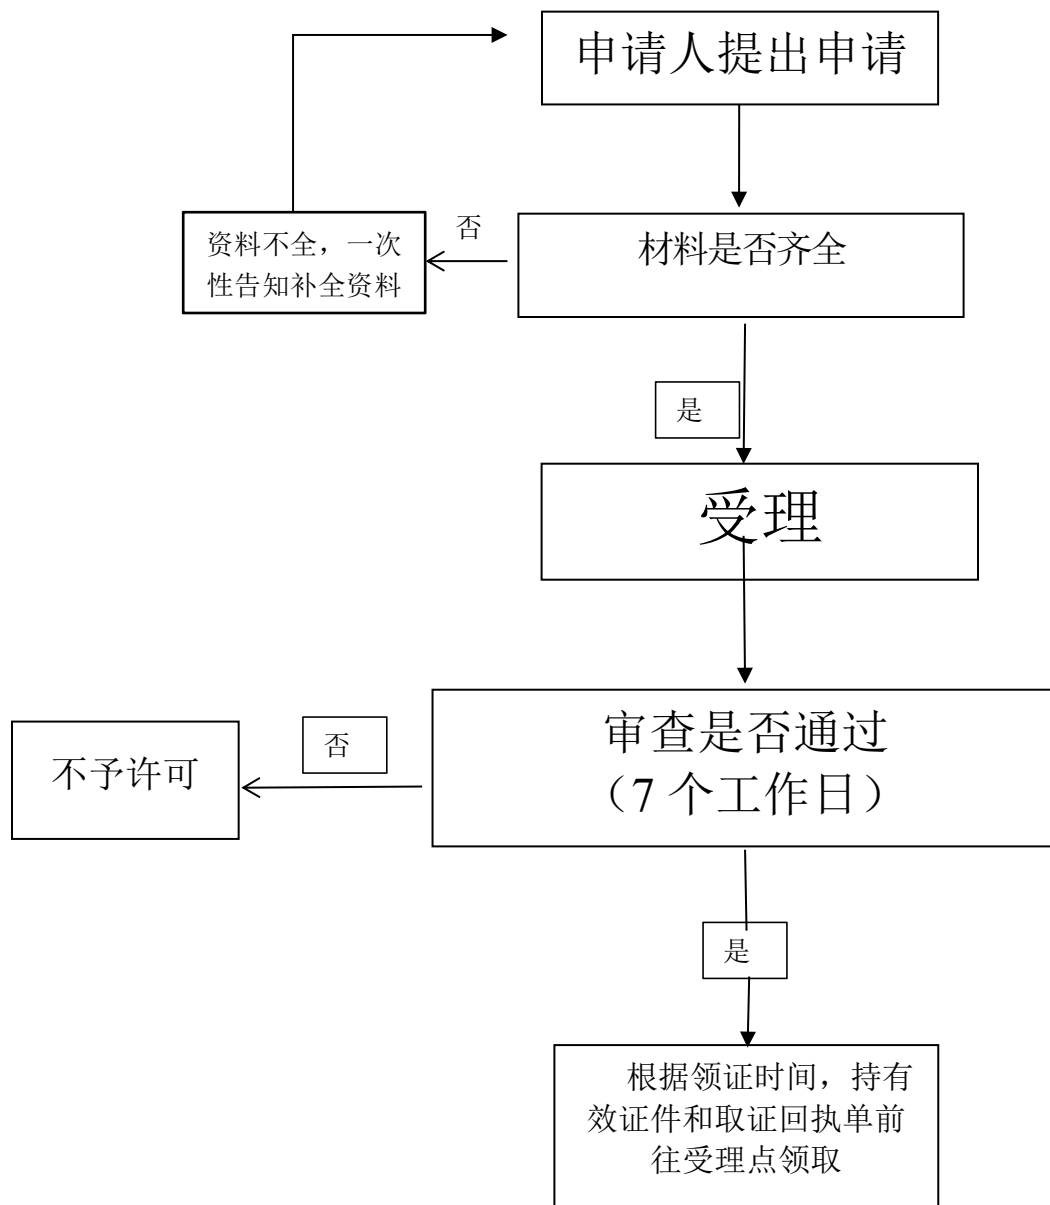 申请人提出申请
否
资料不全，一次
性告知补全资料
材料是否齐全
是
受理
审查是否通过
（7 个工作日）
否
不予许可
是
根据领证时间，持有
效证件和取证回执单前
往受理点领取